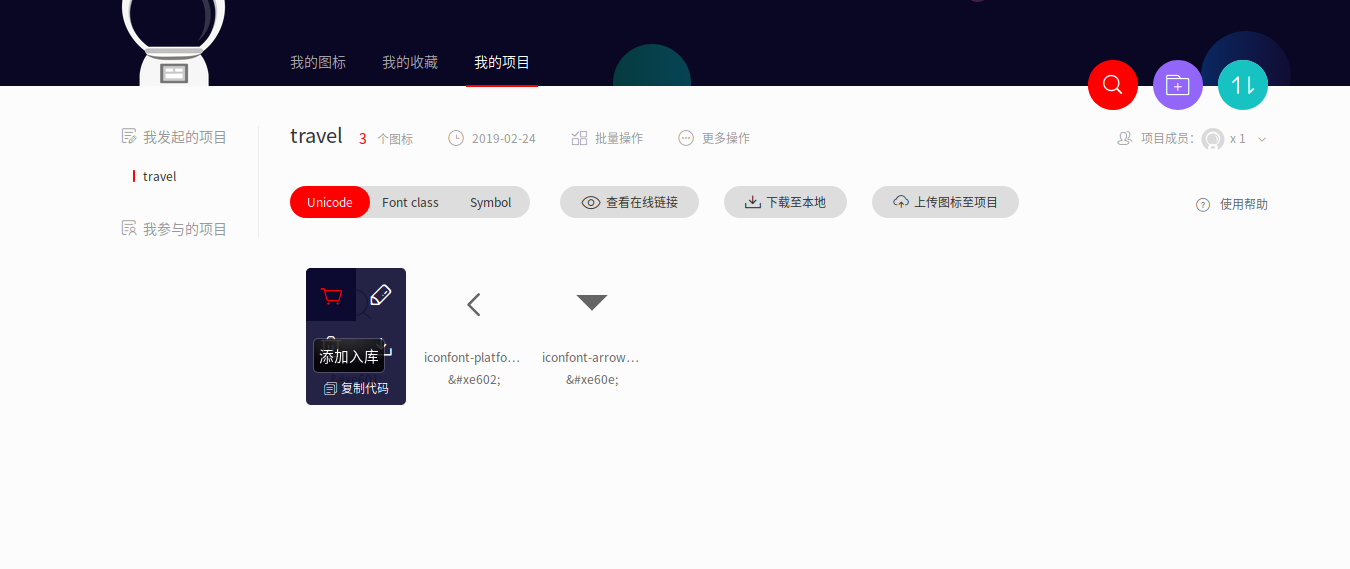 我的图标 我的收藏 我的项目
我发起的项目
travel
我参与的项目
travel 3 个图标 2019-02-24 批量操作 更多操作 项目成员: x 1
Unicode Font class Symbol 查看在线链接 下载至本地 上传图标至项目 使用帮助
添加入库
复制代码
iconfont-platfo...
&#xe602;
iconfont-arrow...
&#xe60e;